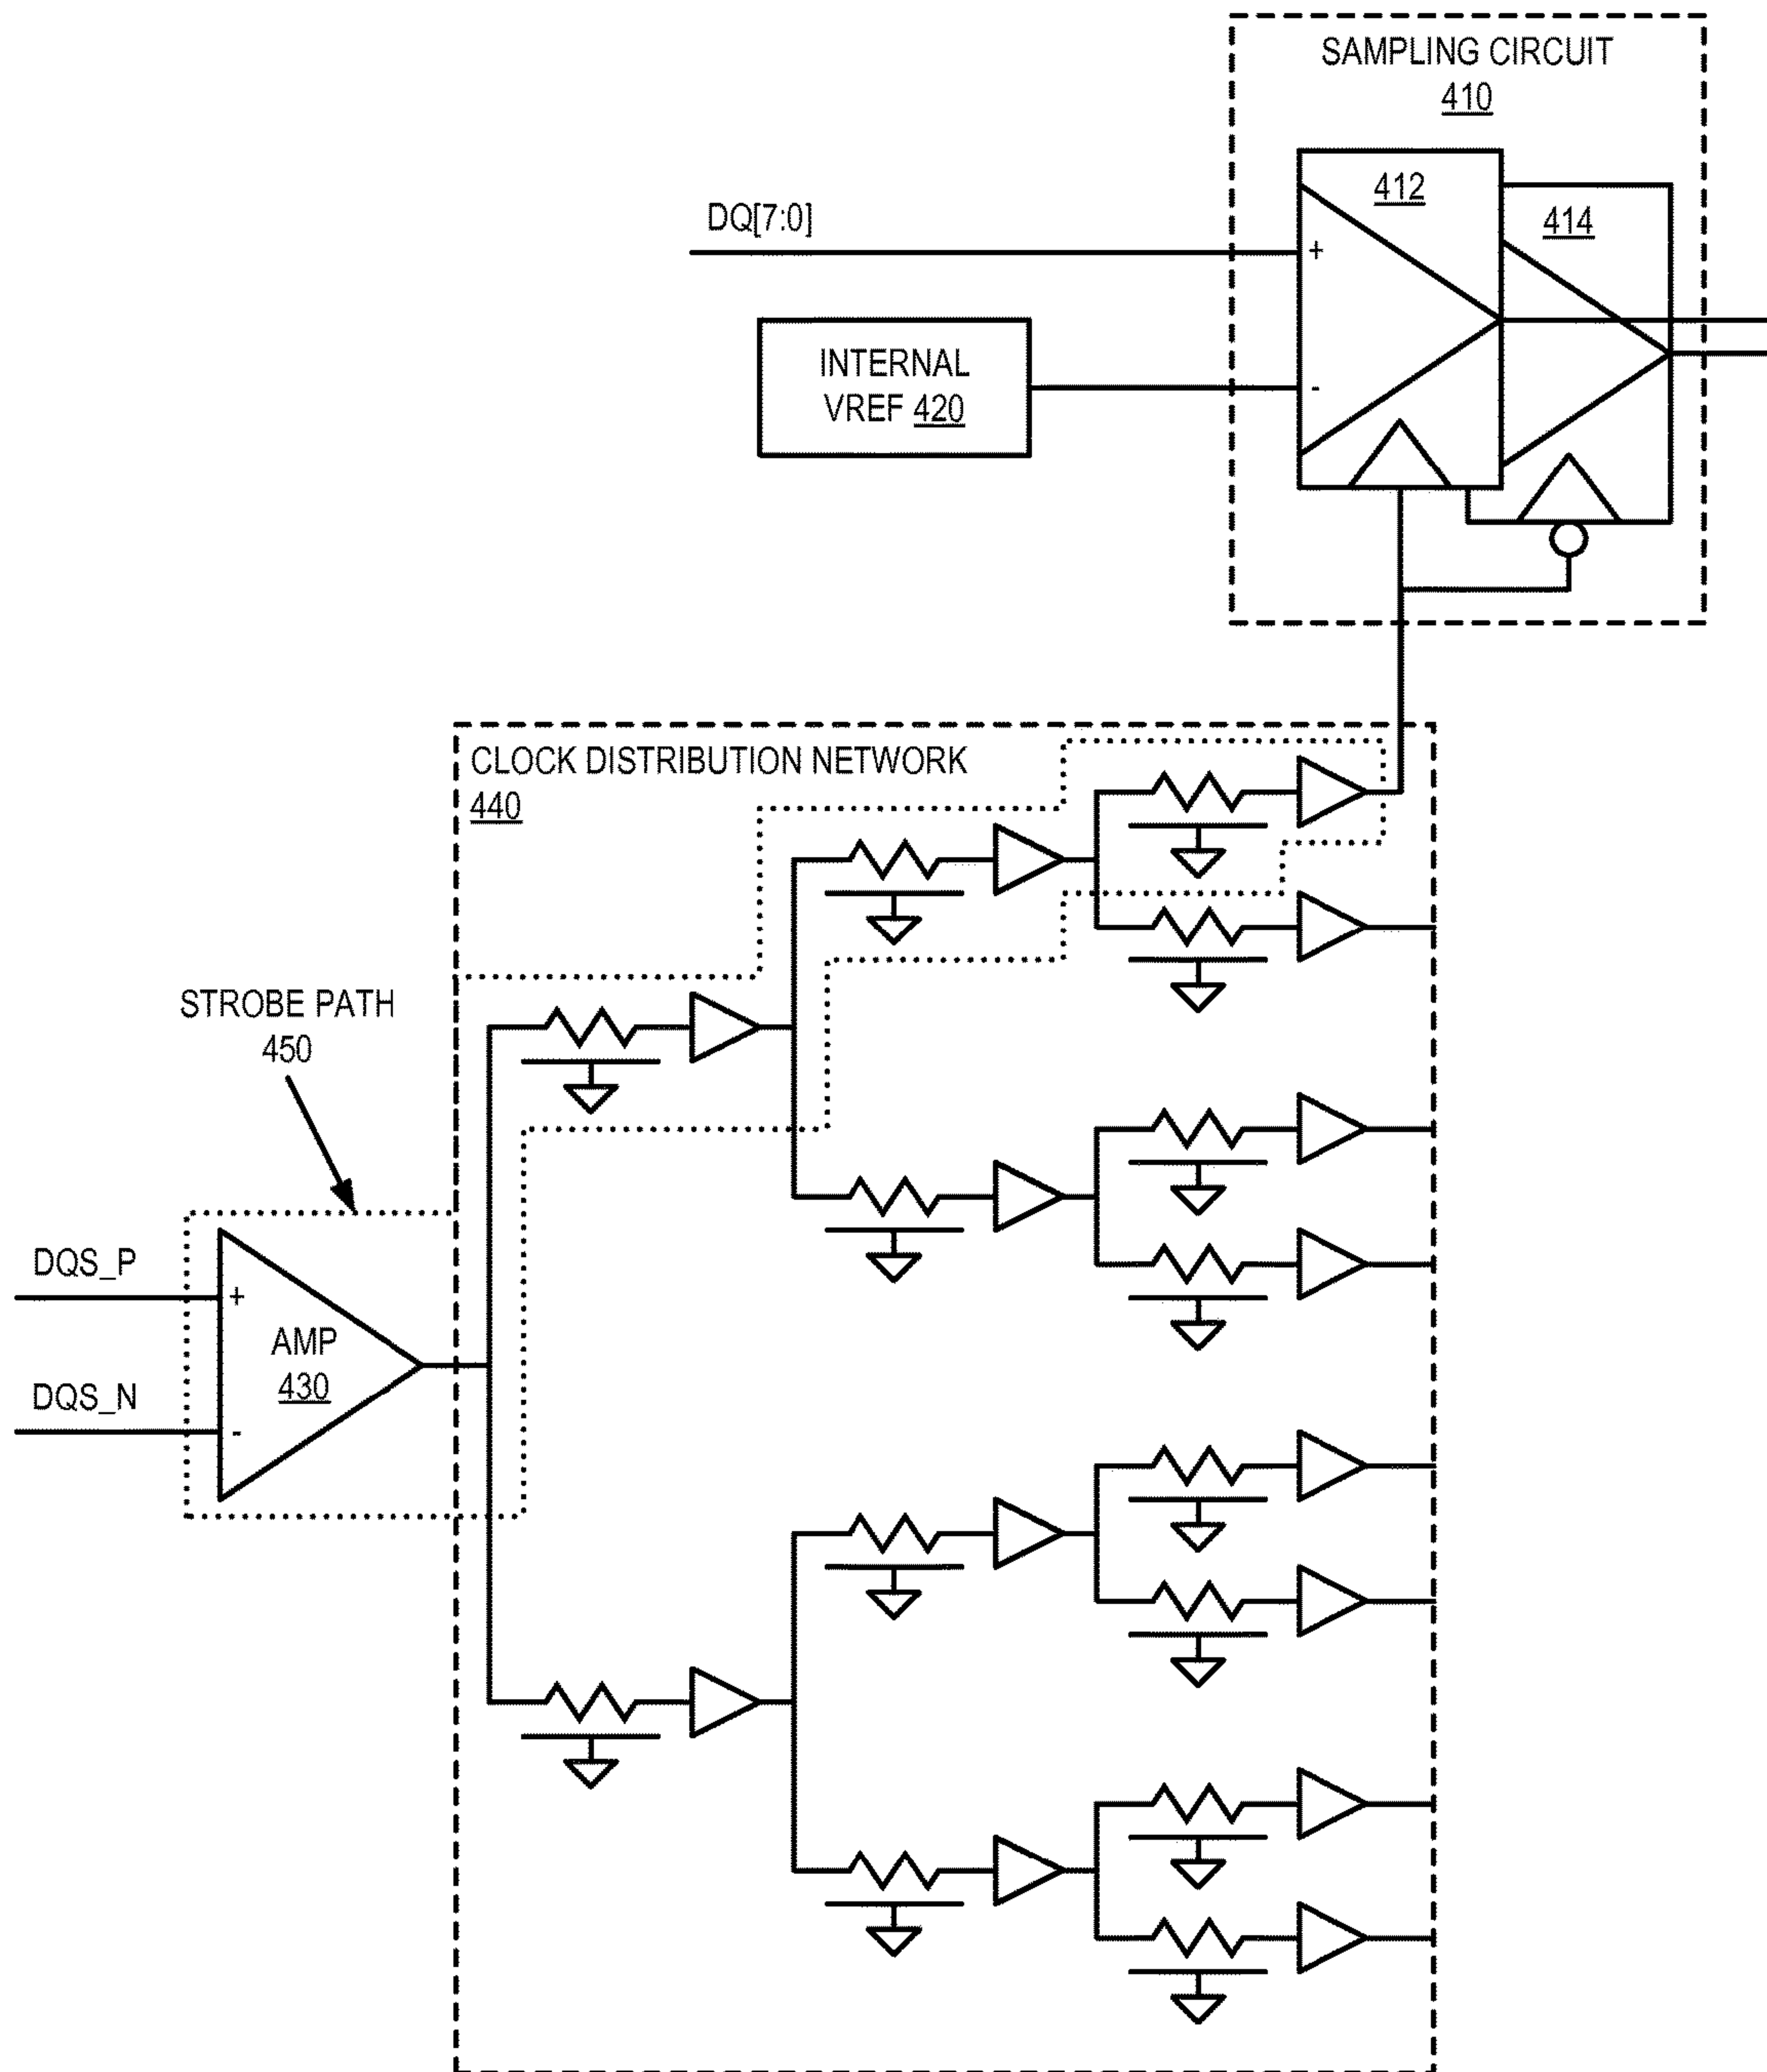 SAMPLING CIRCUIT
410
412
414
DQ[7:0]
+
-
INTERNAL
VREF 420
CLOCK DISTRIBUTION NETWORK
440
STROBE PATH
450
DQS_P
+
AMP
430
DQS_N
-